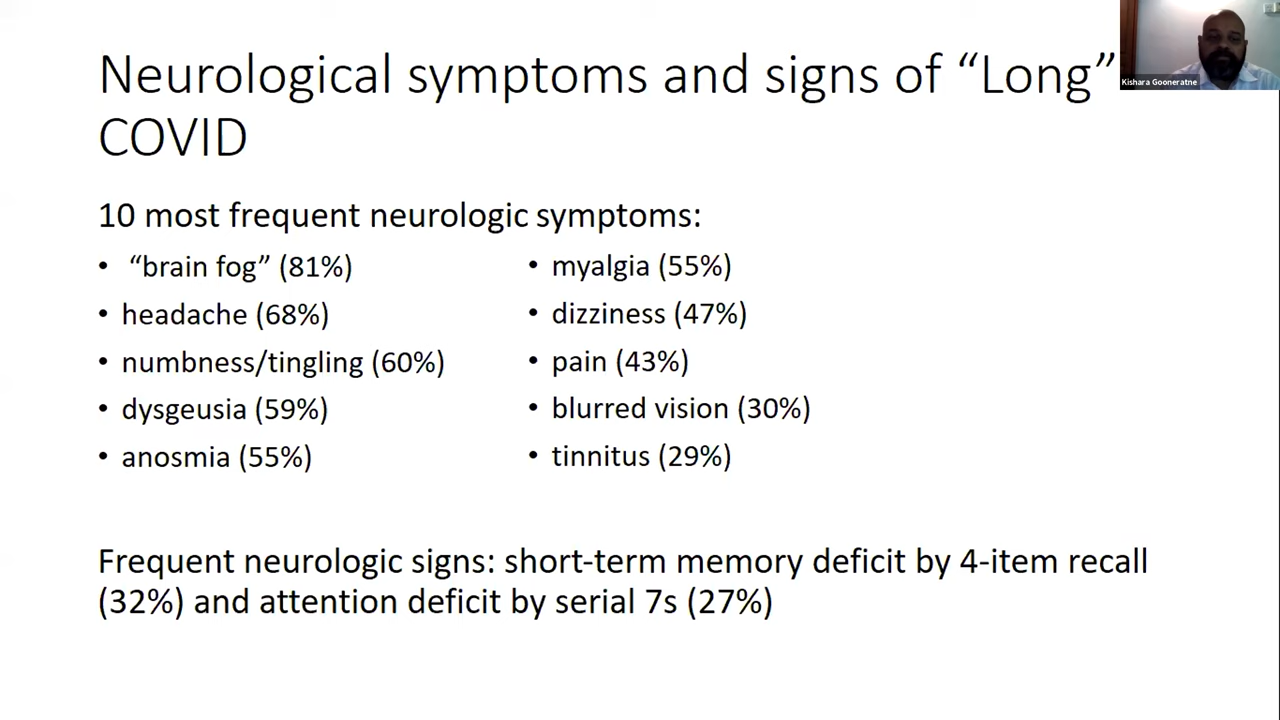 Neurological symptoms and signs of “Long”
COVID
Kishara Gooneratne
10 most frequent neurologic symptoms:
• “brain fog” (81%)
• headache (68%)
• numbness/tingling (60%)
• dysgeusia (59%)
• anosmia (55%)
• myalgia (55%)
• dizziness (47%)
• pain (43%)
• blurred vision (30%)
• tinnitus (29%)
Frequent neurologic signs: short-term memory deficit by 4-item recall
(32%) and attention deficit by serial 7s (27%)